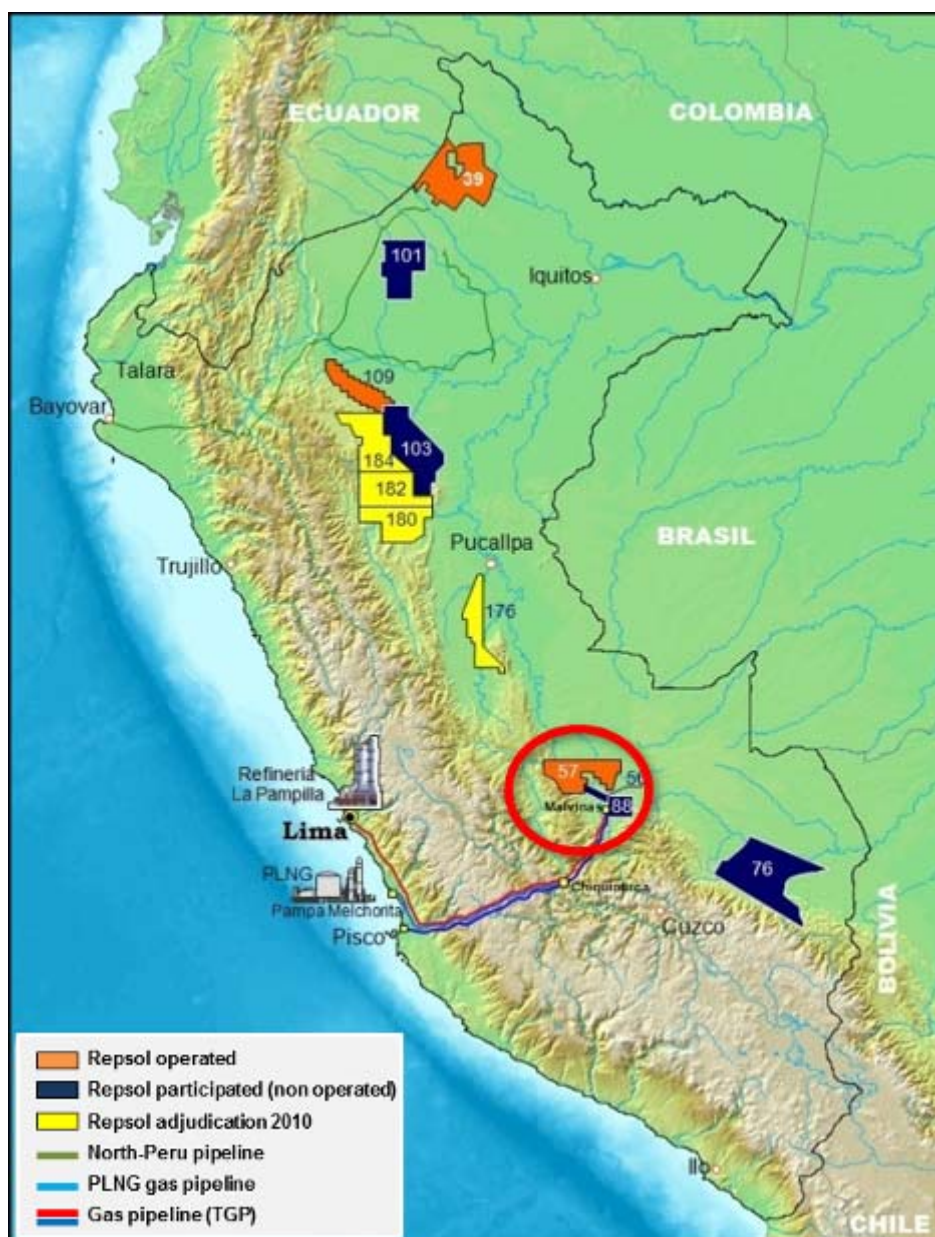 ECUADOR
COLOMBIA
39
101
Iquitos
Talara
109
Bayovar
103
184
182
180
Pucallpa
BRASIL
Trujillo
176
57
56
Malvinas
88
Refineria
La Pampilla
Lima
76
PLNG
Pampa Melchorita
Chiquintirca
Pisco
Cuzco
BOLIVIA
Ilo
CHILE
Repsol operated
Repsol participated (non operated)
Repsol adjudication 2010
North-Peru pipeline
PLNG gas pipeline
Gas pipeline (TGP)